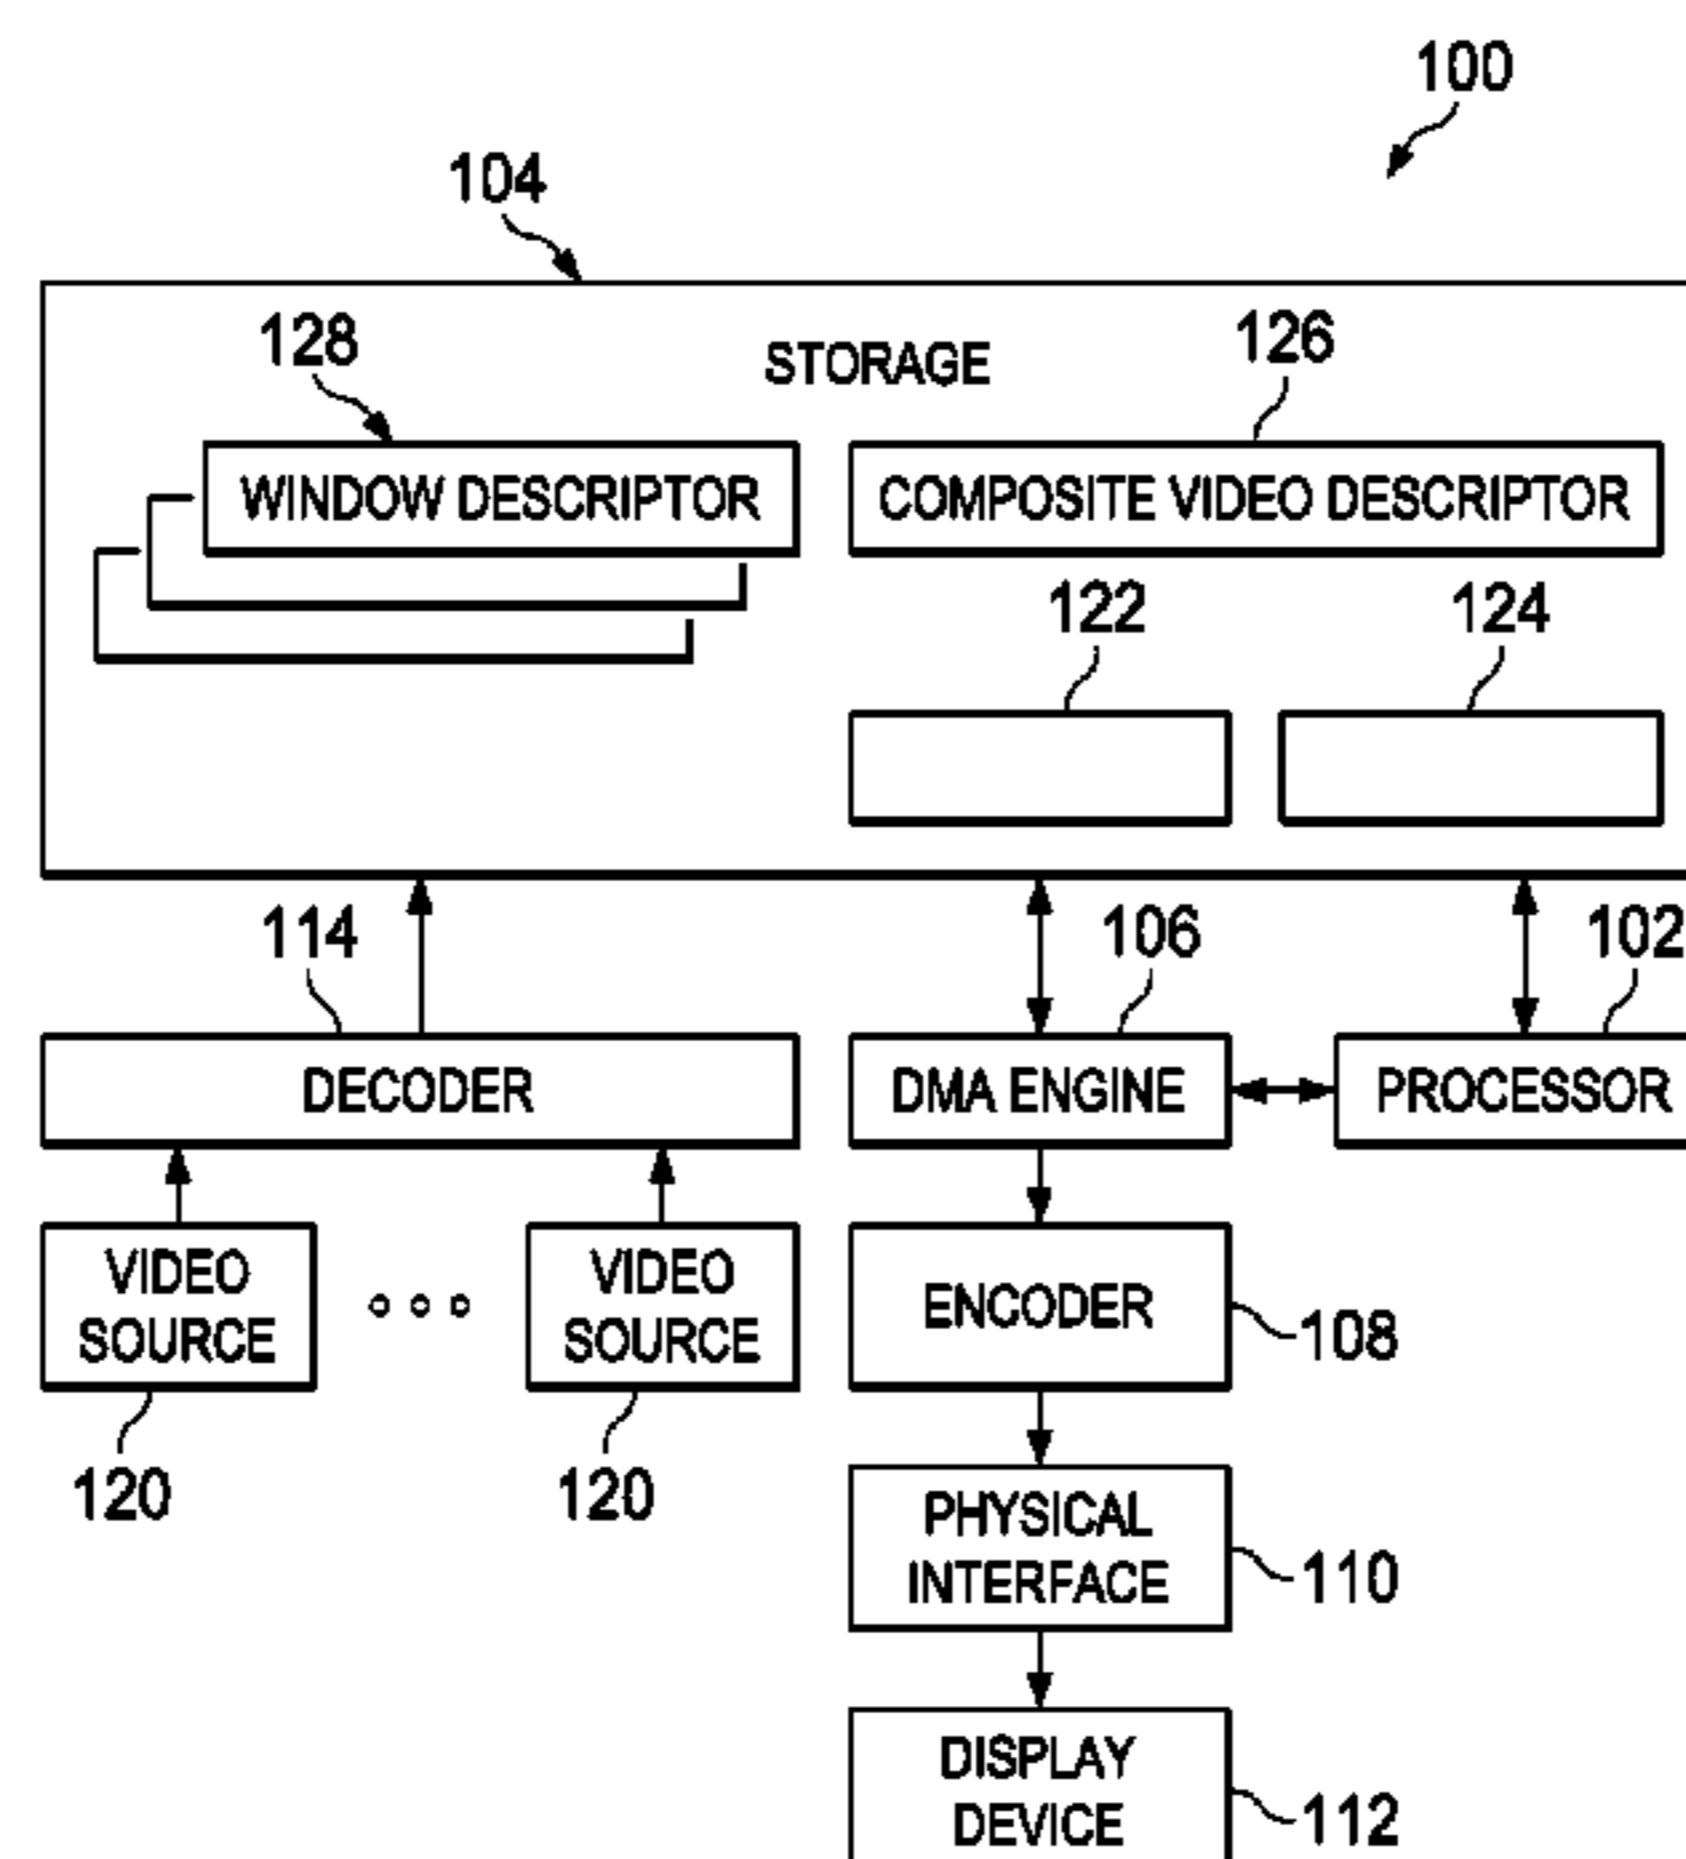 100
104
128
STORAGE
126
WINDOW DESCRIPTOR
COMPOSITE VIDEO DESCRIPTOR
122
124
114
106
102
DECODER
DMA ENGINE
PROCESSOR
VIDEO
SOURCE
VIDEO
SOURCE
ENCODER
108
120
120
PHYSICAL
INTERFACE
110
DISPLAY
DEVICE
112